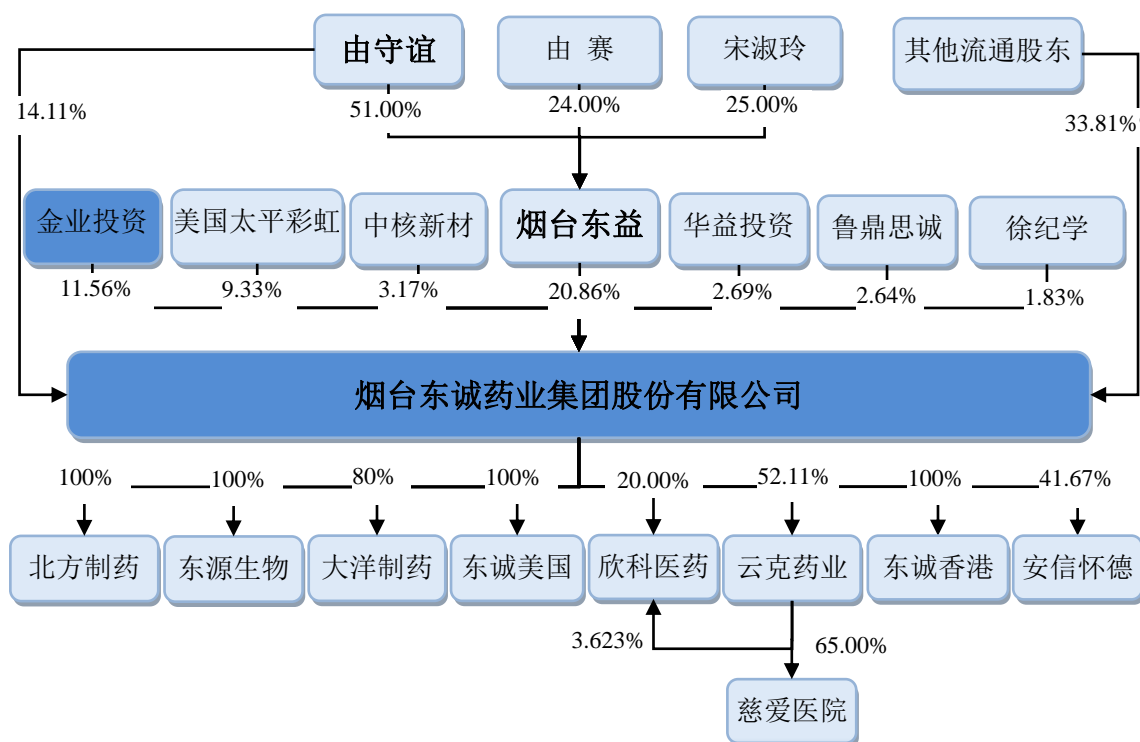 由守谊
由 赛
宋淑玲
其他流通股东
14.11%
51.00%
24.00%
25.00%
33.81%
金业投资
美国太平彩虹
中核新材
烟台东益
华益投资
鲁鼎思诚
徐纪学
11.56%
9.33%
3.17%
20.86%
2.69%
2.64%
1.83%
烟台东诚药业集团股份有限公司
100%
100%
80%
100%
20.00%
52.11%
100%
41.67%
北方制药
东源生物
大洋制药
东诚美国
欣科医药
云克药业
东诚香港
安信怀德
3.623%
65.00%
慈爱医院